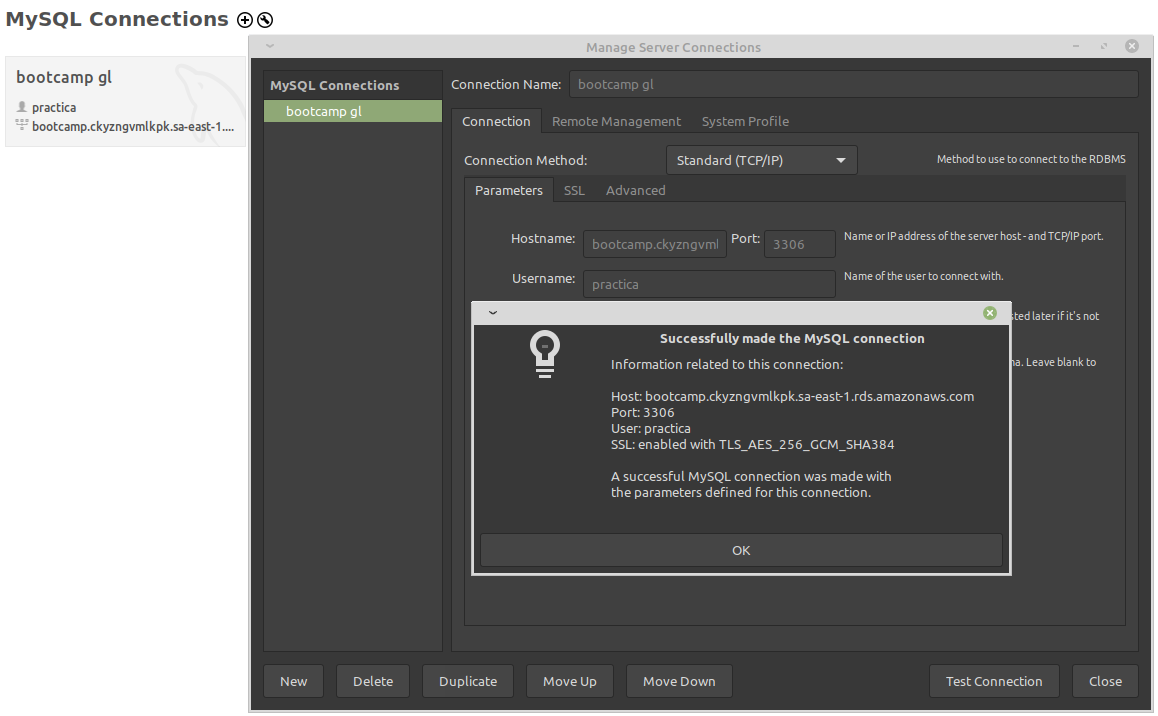 MySQL Connections
bootcamp gl
practica
bootcamp.ckyzngvmlkpk.sa-east-1....
Manage Server Connections
MySQL Connections
bootcamp gl
Connection Name: bootcamp gl
Connection Remote Management System Profile
Connection Method: Standard (TCP/IP) Method to use to connect to the RDBMS
Parameters SSL Advanced
Hostname: bootcamp.ckyzngvml Port: 3306 Name or IP address of the server host - and TCP/IP port.
Username: practica Name of the user to connect with.
sted later if it's not
na. Leave blank to
Successfully made the MySQL connection
Information related to this connection:
Host: bootcamp.ckyzngvmlkpk.sa-east-1.rds.amazonaws.com
Port: 3306
User: practica
SSL: enabled with TLS_AES_256_GCM_SHA384
A successful MySQL connection was made with
the parameters defined for this connection.
OK
New Delete Duplicate Move Up Move Down Test Connection Close